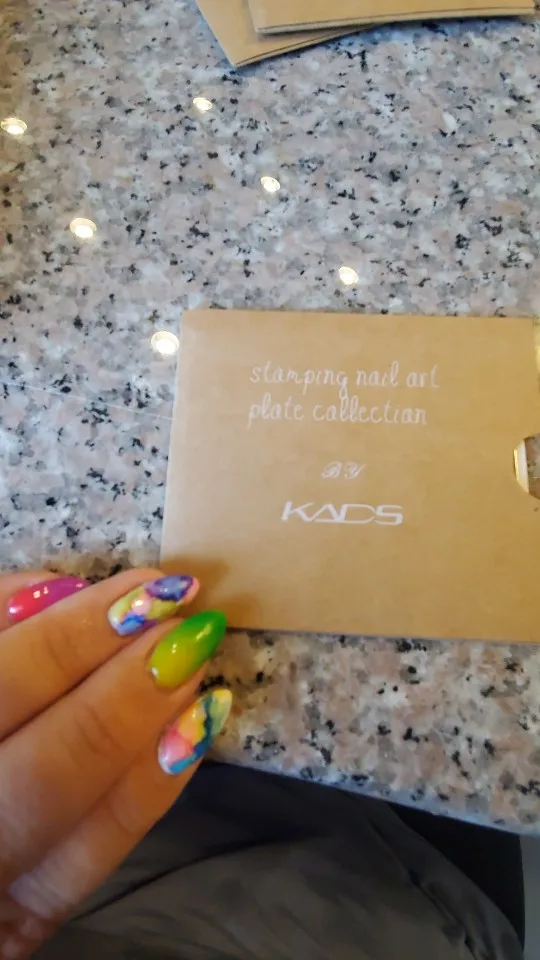 stamping nail art
plate collection
BY
KADS